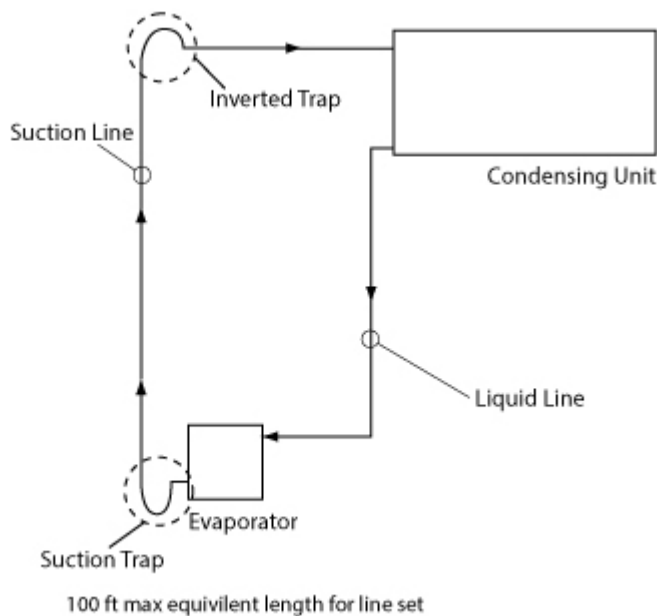 Inverted Trap
Suction Line
Condensing Unit
Liquid Line
Evaporator
Suction Trap
100 ft max equivilent length for line set